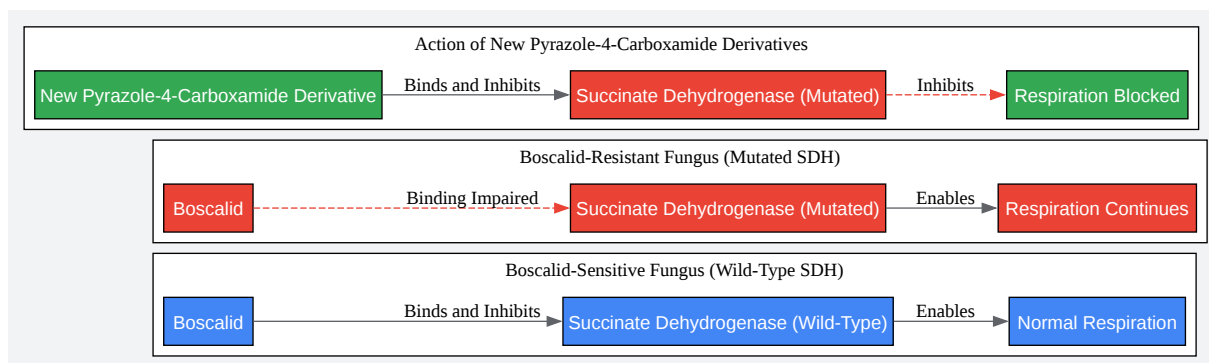 Action of New Pyrazole-4-Carboxamide Derivatives
New Pyrazole-4-Carboxamide Derivative
Binds and Inhibits
Succinate Dehydrogenase (Mutated)
Inhibits
Respiration Blocked
Boscalid-Resistant Fungus (Mutated SDH)
Boscalid
Binding Impaired
Succinate Dehydrogenase (Mutated)
Enables
Respiration Continues
Boscalid-Sensitive Fungus (Wild-Type SDH)
Boscalid
Binds and Inhibits
Succinate Dehydrogenase (Wild-Type)
Enables
Normal Respiration